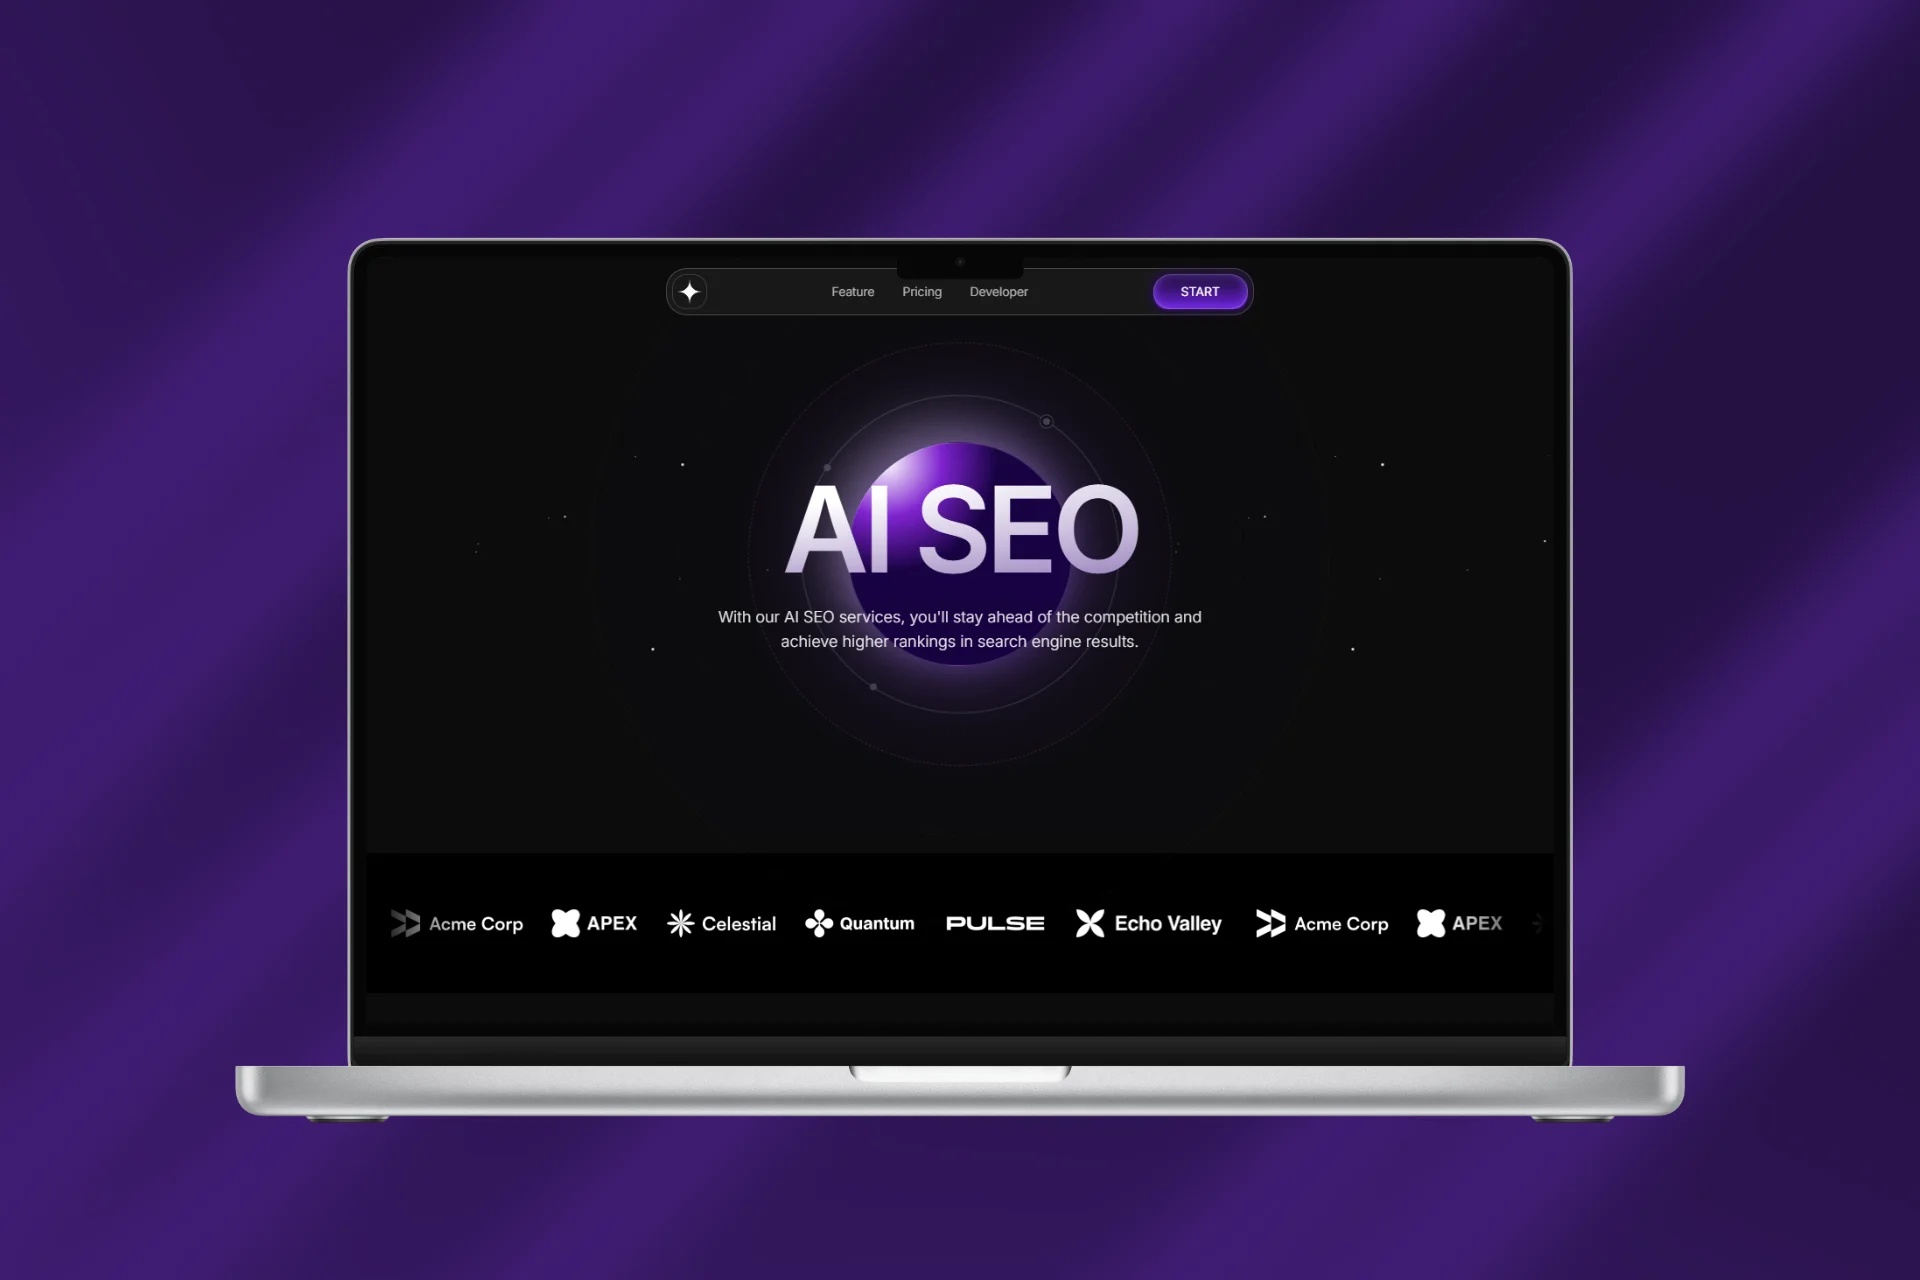 Feature Pricing Developer START
AI SEO
With our AI SEO services, you'll stay ahead of the competition and
achieve higher rankings in search engine results.
Acme Corp APEX Celestial Quantum PULSE Echo Valley Acme Corp APEX